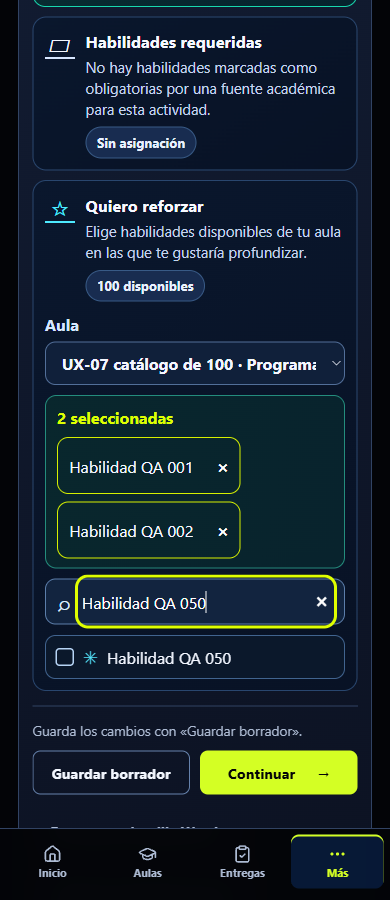 Habilidades requeridas
No hay habilidades marcadas como
obligatorias por una fuente académica
para esta actividad.
Sin asignación
Quiero reforzar
Elige habilidades disponibles de tu aula
en las que te gustaría profundizar.
100 disponibles
Aula
UX-07 catálogo de 100 · Programa
2 seleccionadas
Habilidad QA 001 ×
Habilidad QA 002 ×
Habilidad QA 050 ×
Habilidad QA 050
Guarda los cambios con «Guardar borrador».
Guardar borrador
Continuar →
Inicio
Aulas
Entregas
Más